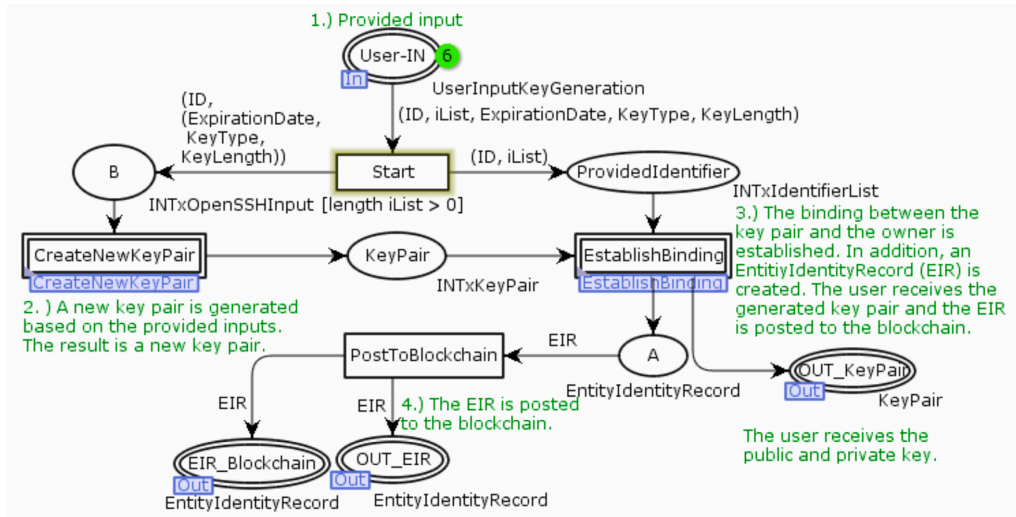 1.) Provided input
User-IN
6
In
UserInputKeyGeneration
(ID,
(ExpirationDate,
KeyType,
KeyLength))
(ID, iList, ExpirationDate, KeyType, KeyLength)
B
Start
(ID, iList)
ProvidedIdentifier
INTxOpenSSHInput
[length iList > 0]
INTxIdentifierList
CreateNewKeyPair
CreateNewKeyPair
KeyPair
INTxKeyPair
EstablishBinding
EstablishBinding
3.) The binding between the
key pair and the owner is
established. In addition, an
EntitiyIdentityRecord (EIR) is
created. The user receives the
generated key pair and the EIR
is posted to the blockchain.
2. ) A new key pair is generated
based on the provided inputs.
The result is a new key pair.
PostToBlockchain
EIR
A
EntityIdentityRecord
OUT_KeyPair
Out
KeyPair
EIR
EIR
4.) The EIR is posted
to the blockchain.
The user receives the
public and private key.
EIR_Blockchain
Out
EntityIdentityRecord
OUT_EIR
Out
EntityIdentityRecord